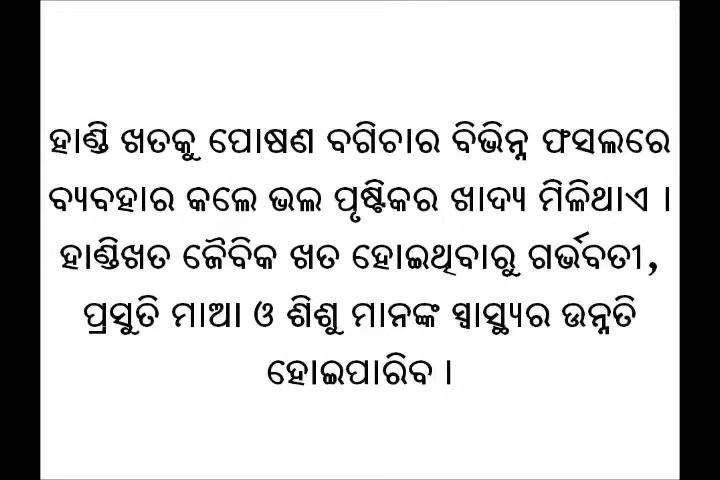 ହାଣ୍ଡି ଖତକୁ ପୋଷଣ ବଗିଚାର ବିଭିନ୍ନ ଫସଲରେ
ବ୍ୟବହାର କଲେ ଭଲ ପୃଷ୍ଟିକର ଖାଦ୍ୟ ମିଳିଥାଏ ।
ହାଣ୍ଡିଖତ ଜୈବିକ ଖତ ହୋଇଥିବାରୁ ଗର୍ଭବତୀ,
ପ୍ରସୁତି ମାଆ ଓ ଶିଶୁ ମାନଙ୍କ ସ୍ୱାସ୍ଥ୍ୟର ଉନ୍ନତି
ହୋଇପାରିବ ।